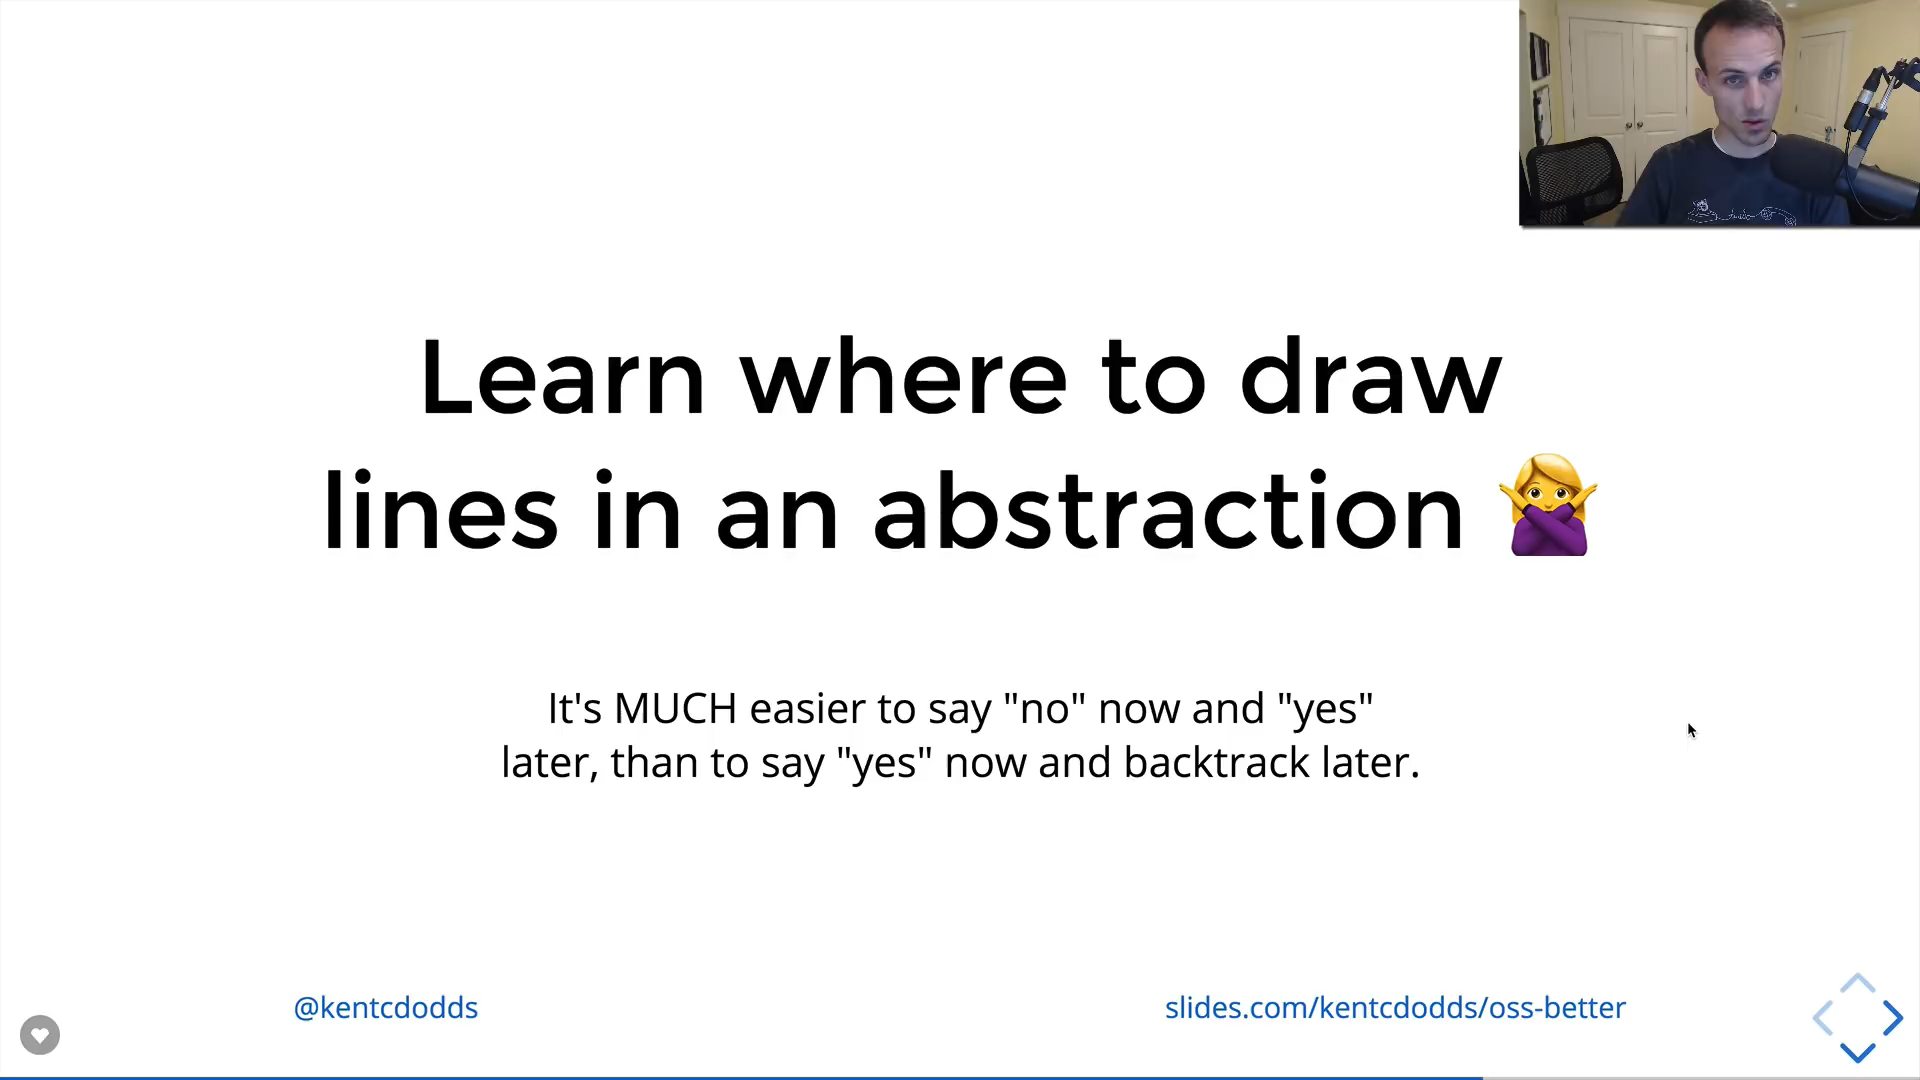 Learn where to draw
lines in an abstraction 🙅‍♀️
It's MUCH easier to say "no" now and "yes"
later, than to say "yes" now and backtrack later.
@kentcdodds
slides.com/kentcdodds/oss-better